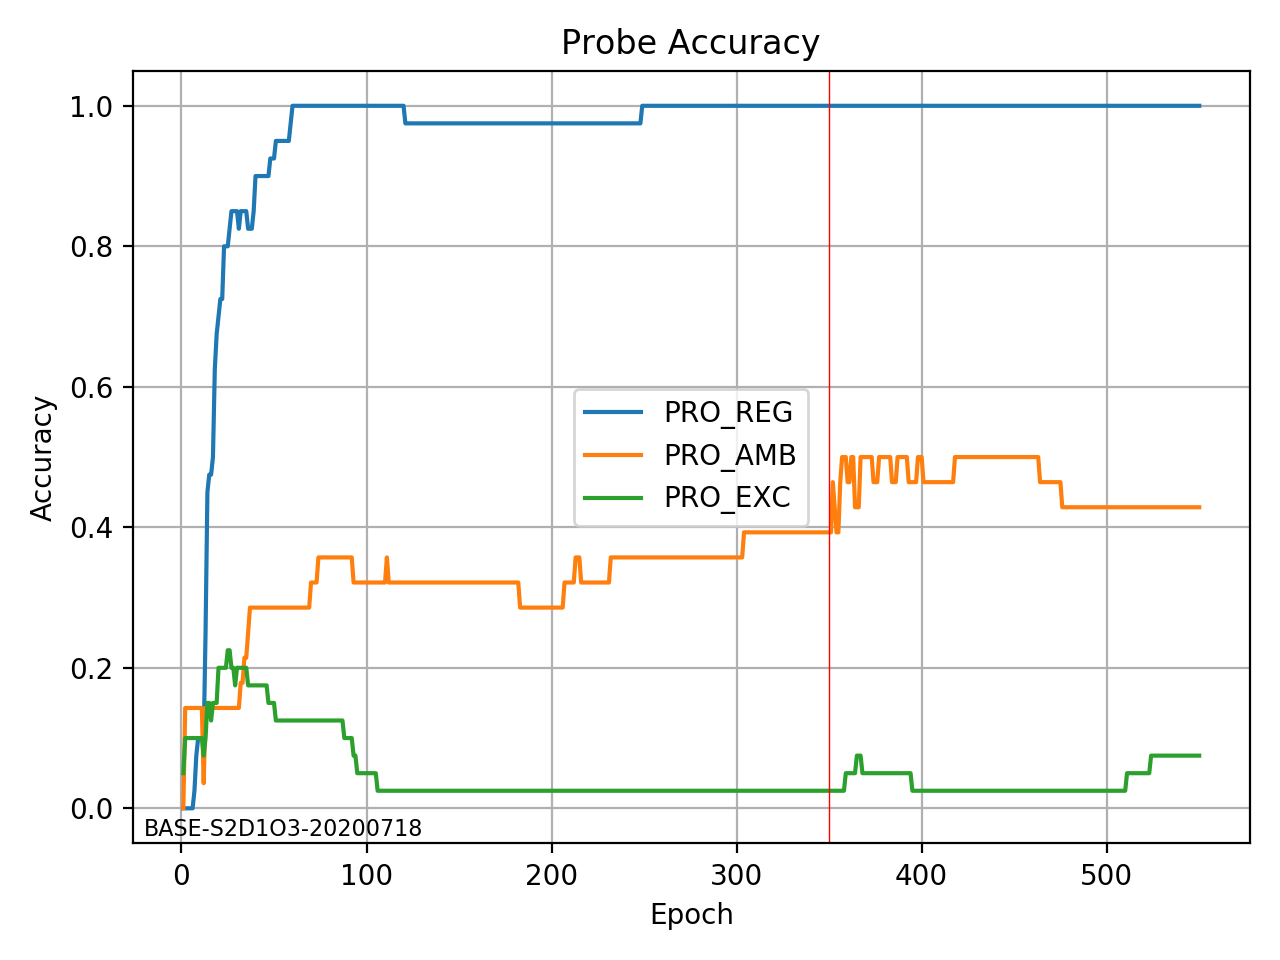 Probe Accuracy
1.0
0.8
0.6
0.4
0.2
0.0
Accuracy
PRO_REG
PRO_AMB
PRO_EXC
BASE-S2D1O3-20200718
0 100 200 300 400 500
Epoch